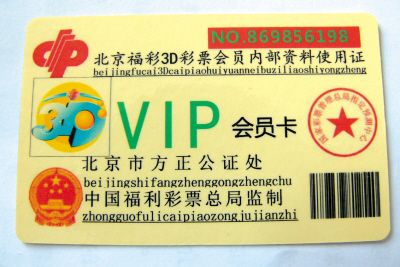 NO.869856198
北京福彩3D彩票会员内部资料使用证
beijingfucai3Dcaipiaohuiyuanneibuziliaoshiyongzheng
3D
VIP 会员卡
北京市方正公证处
beijingshifangzhenggongzhengchu
中国福利彩票总局监制
zhongguofulicaipiaozongjujianzhi